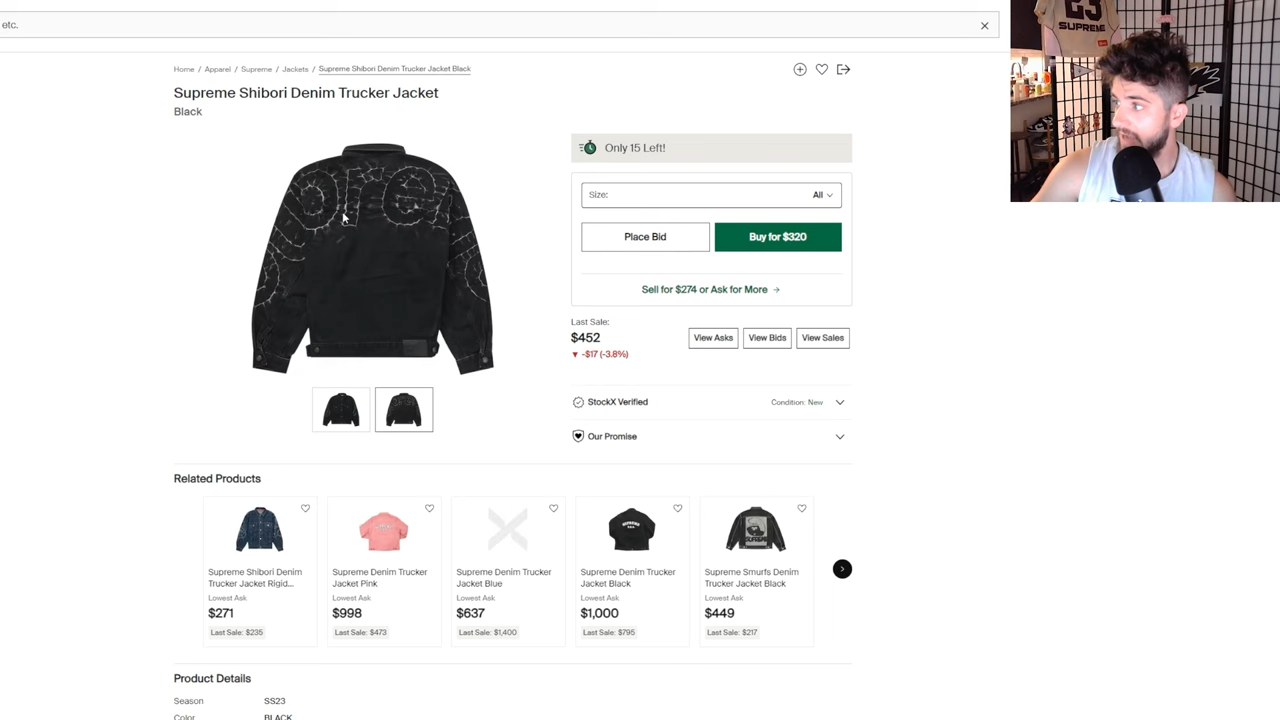 etc.
23
SUPREME
Home / Apparel / Supreme / Jackets / Supreme Shibori Denim Trucker Jacket Black
Supreme Shibori Denim Trucker Jacket
Black
Only 15 Left!
Size: All
Place Bid Buy for $320
Sell for $274 or Ask for More →
Last Sale:
$452
▼ -$17 (-3.8%)
View Asks View Bids View Sales
StockX Verified Condition: New
Our Promise
Related Products
Supreme Shibori Denim
Trucker Jacket Rigid...
Lowest Ask
$271
Last Sale: $235
Supreme Denim Trucker
Jacket Pink
Lowest Ask
$998
Last Sale: $473
Supreme Denim Trucker
Jacket Blue
Lowest Ask
$637
Last Sale: $1,400
Supreme Denim Trucker
Jacket Black
Lowest Ask
$1,000
Last Sale: $795
Supreme Smurfs Denim
Trucker Jacket Black
Lowest Ask
$449
Last Sale: $217
Product Details
Season SS23
Color BLACK